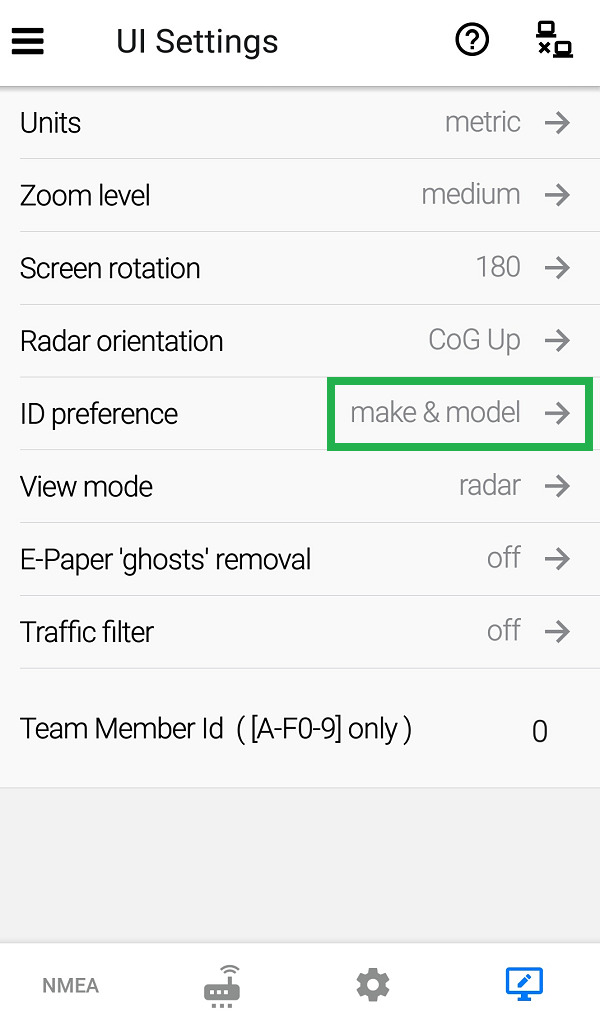 UI Settings
Units metric
Zoom level medium
Screen rotation 180
Radar orientation CoG Up
ID preference make & model
View mode radar
E-Paper 'ghosts' removal off
Traffic filter off
Team Member Id ( [A-F0-9] only ) 0
NMEA